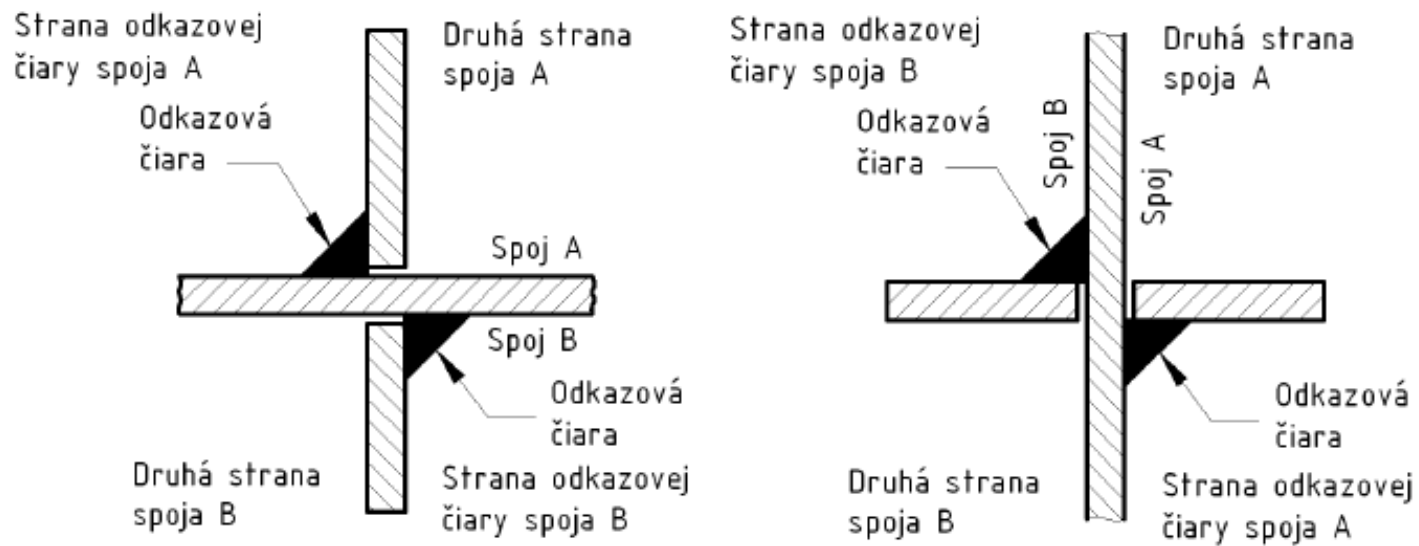 Strana odkazovej
čiary spoja A
Druhá strana
spoja A
Odkazová
čiara
Spoj A
Spoj B
Odkazová
čiara
Druhá strana
spoja B
Strana odkazovej
čiary spoja B
Strana odkazovej
čiary spoja B
Druhá strana
spoja A
Odkazová
čiara
Spoj B
Spoj A
Odkazová
čiara
Druhá strana
spoja B
Strana odkazovej
čiary spoja A